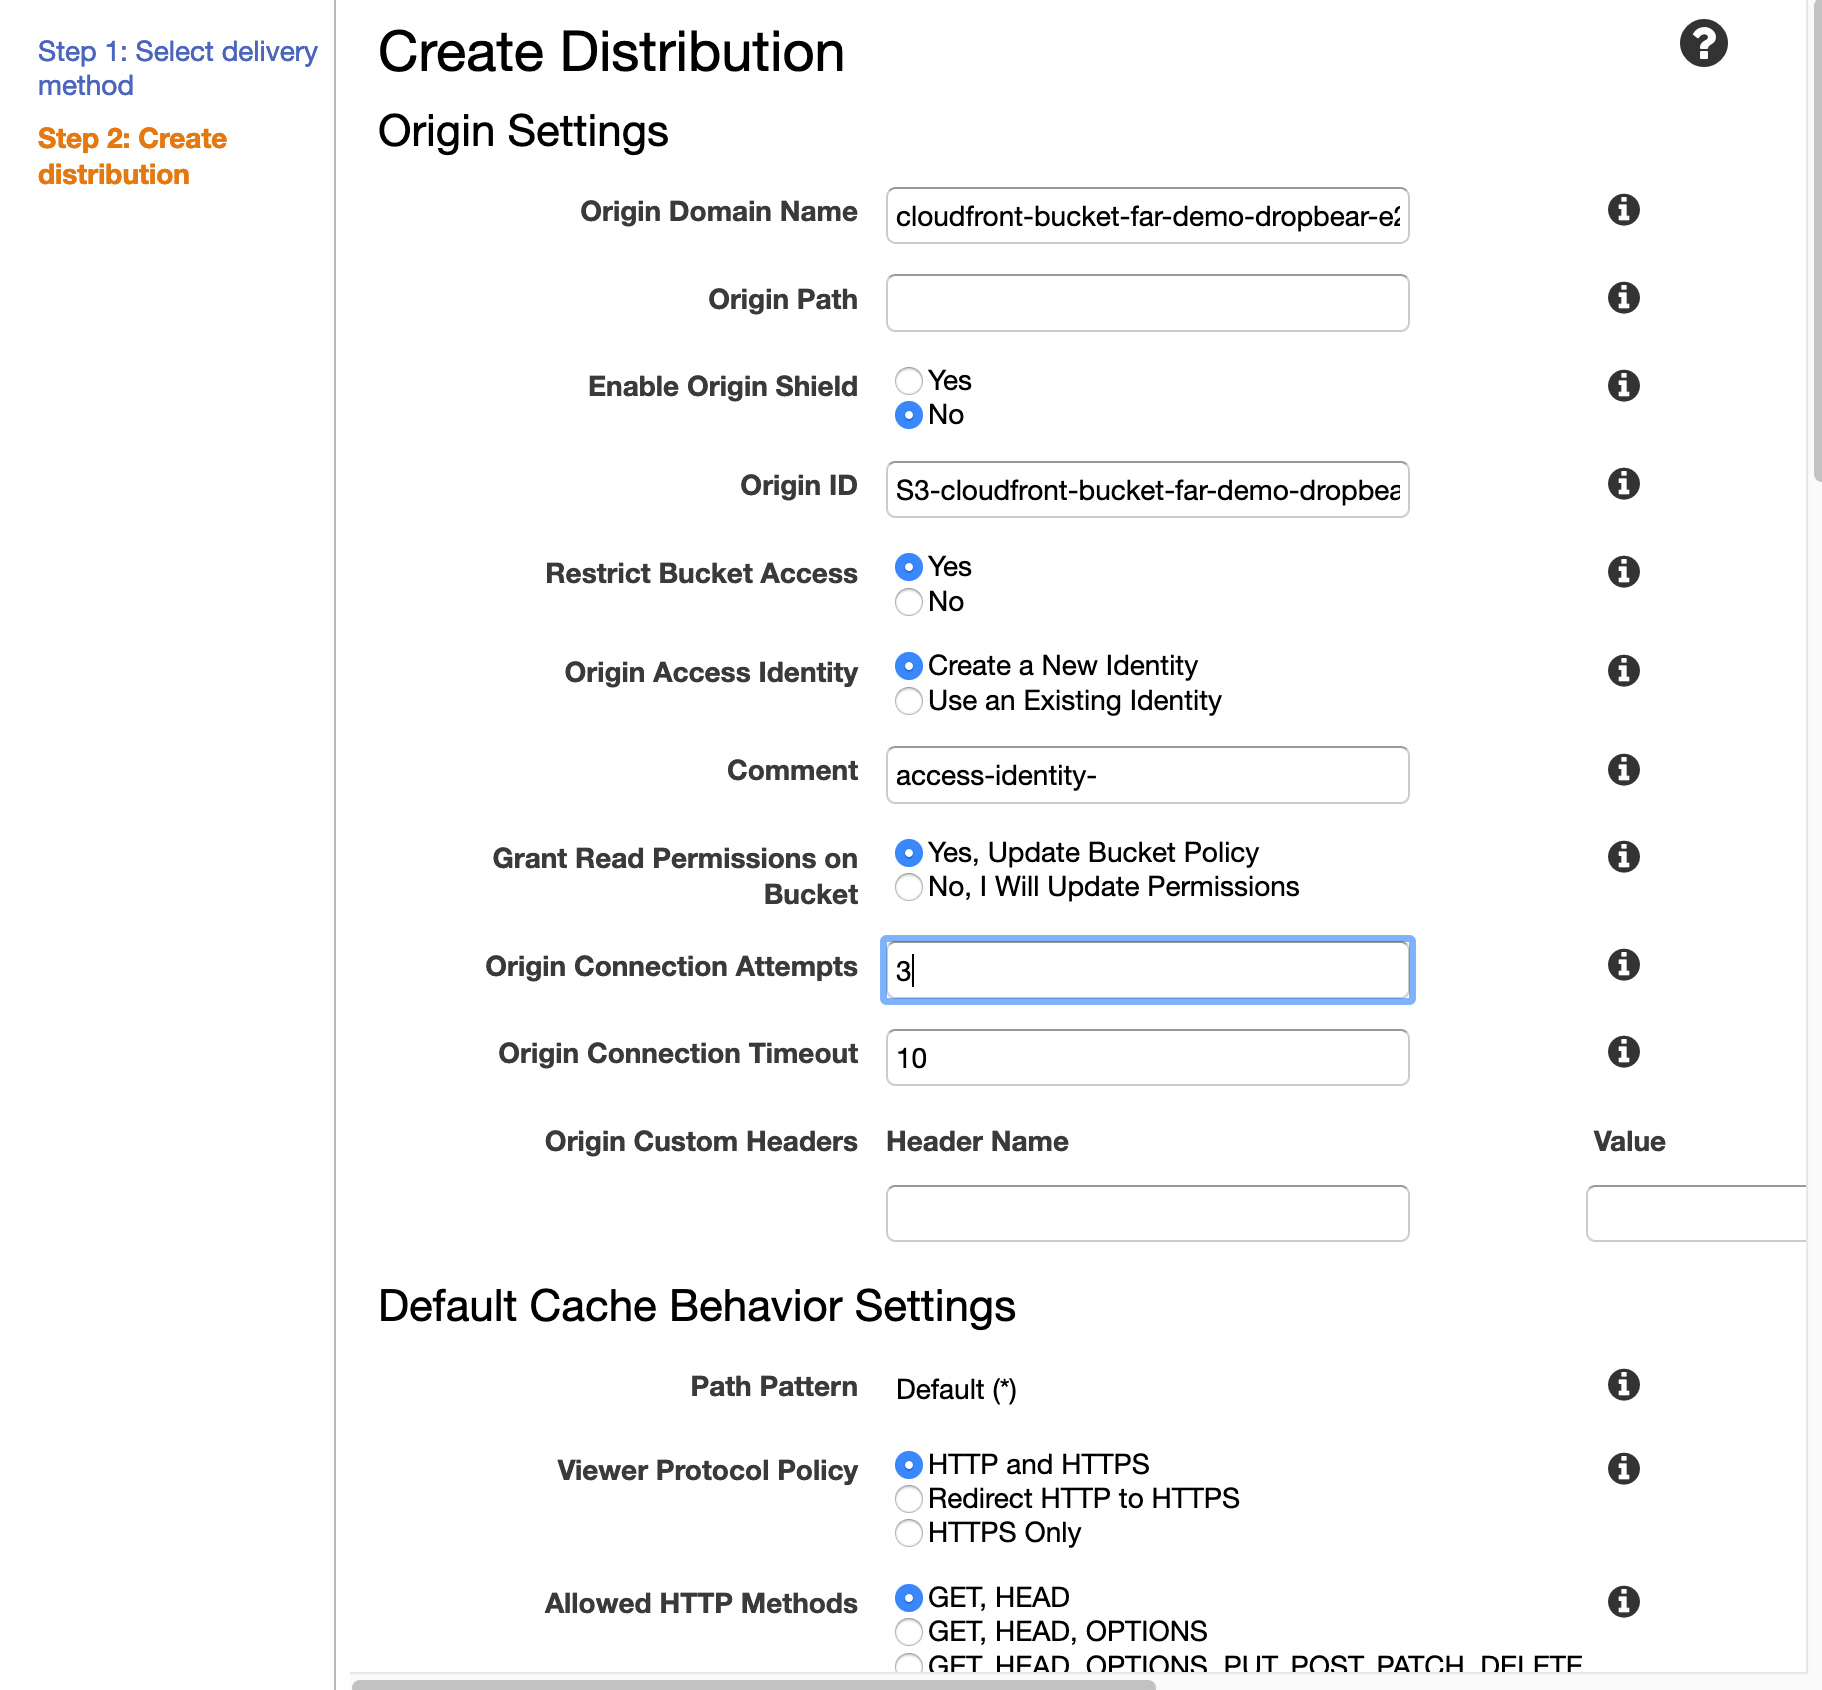 Step 1: Select delivery
method
Step 2: Create
distribution
Create Distribution
Origin Settings
Origin Domain Name
cloudfront-bucket-far-demo-dropbear-e2
Origin Path
Enable Origin Shield
Yes
No
Origin ID
S3-cloudfront-bucket-far-demo-dropbea
Restrict Bucket Access
Yes
No
Origin Access Identity
Create a New Identity
Use an Existing Identity
Comment
access-identity-
Grant Read Permissions on
Bucket
Yes, Update Bucket Policy
No, I Will Update Permissions
Origin Connection Attempts
3
Origin Connection Timeout
10
Origin Custom Headers
Header Name
Value
Default Cache Behavior Settings
Path Pattern
Default (*)
Viewer Protocol Policy
HTTP and HTTPS
Redirect HTTP to HTTPS
HTTPS Only
Allowed HTTP Methods
GET, HEAD
GET, HEAD, OPTIONS
GET, HEAD, OPTIONS, PUT, POST, PATCH, DELETE